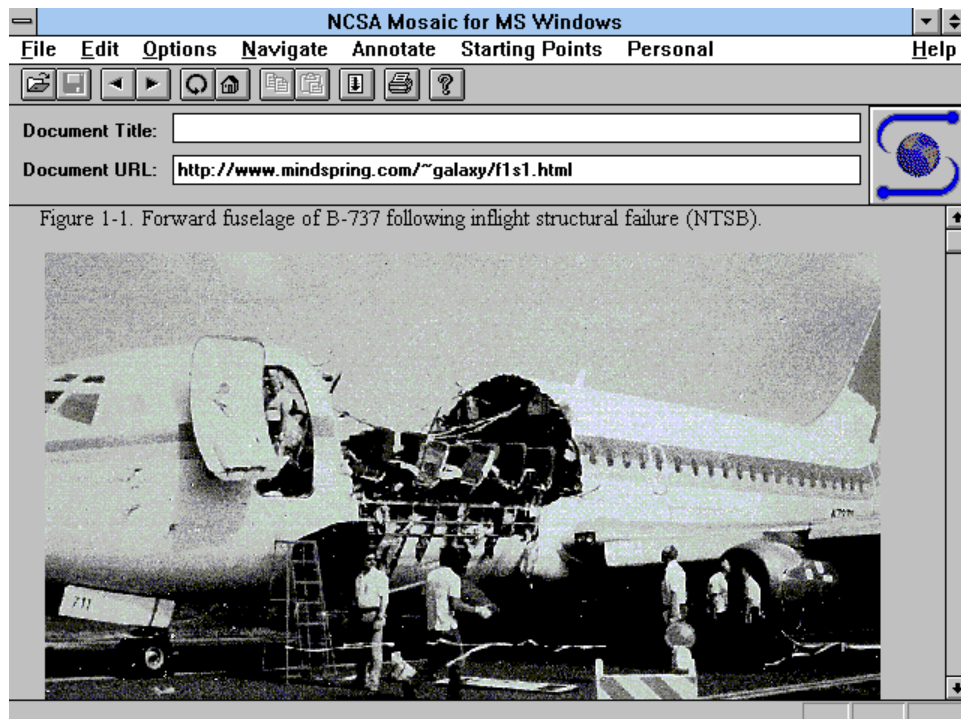 NCSA Mosaic for MS Windows
File Edit Options Navigate Annotate Starting Points Personal Help
Document Title:
Document URL: http://www.mindspring.com/~galaxy/f1s1.html
Figure 1-1. Forward fuselage of B-737 following inflight structural failure (NTSB).
711